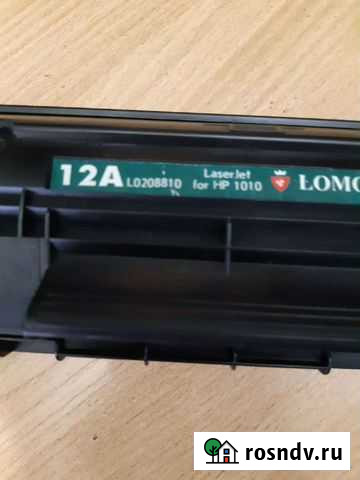 12A L0208810 LaserJet
for HP 1010 ŁOMO
rosndv.ru